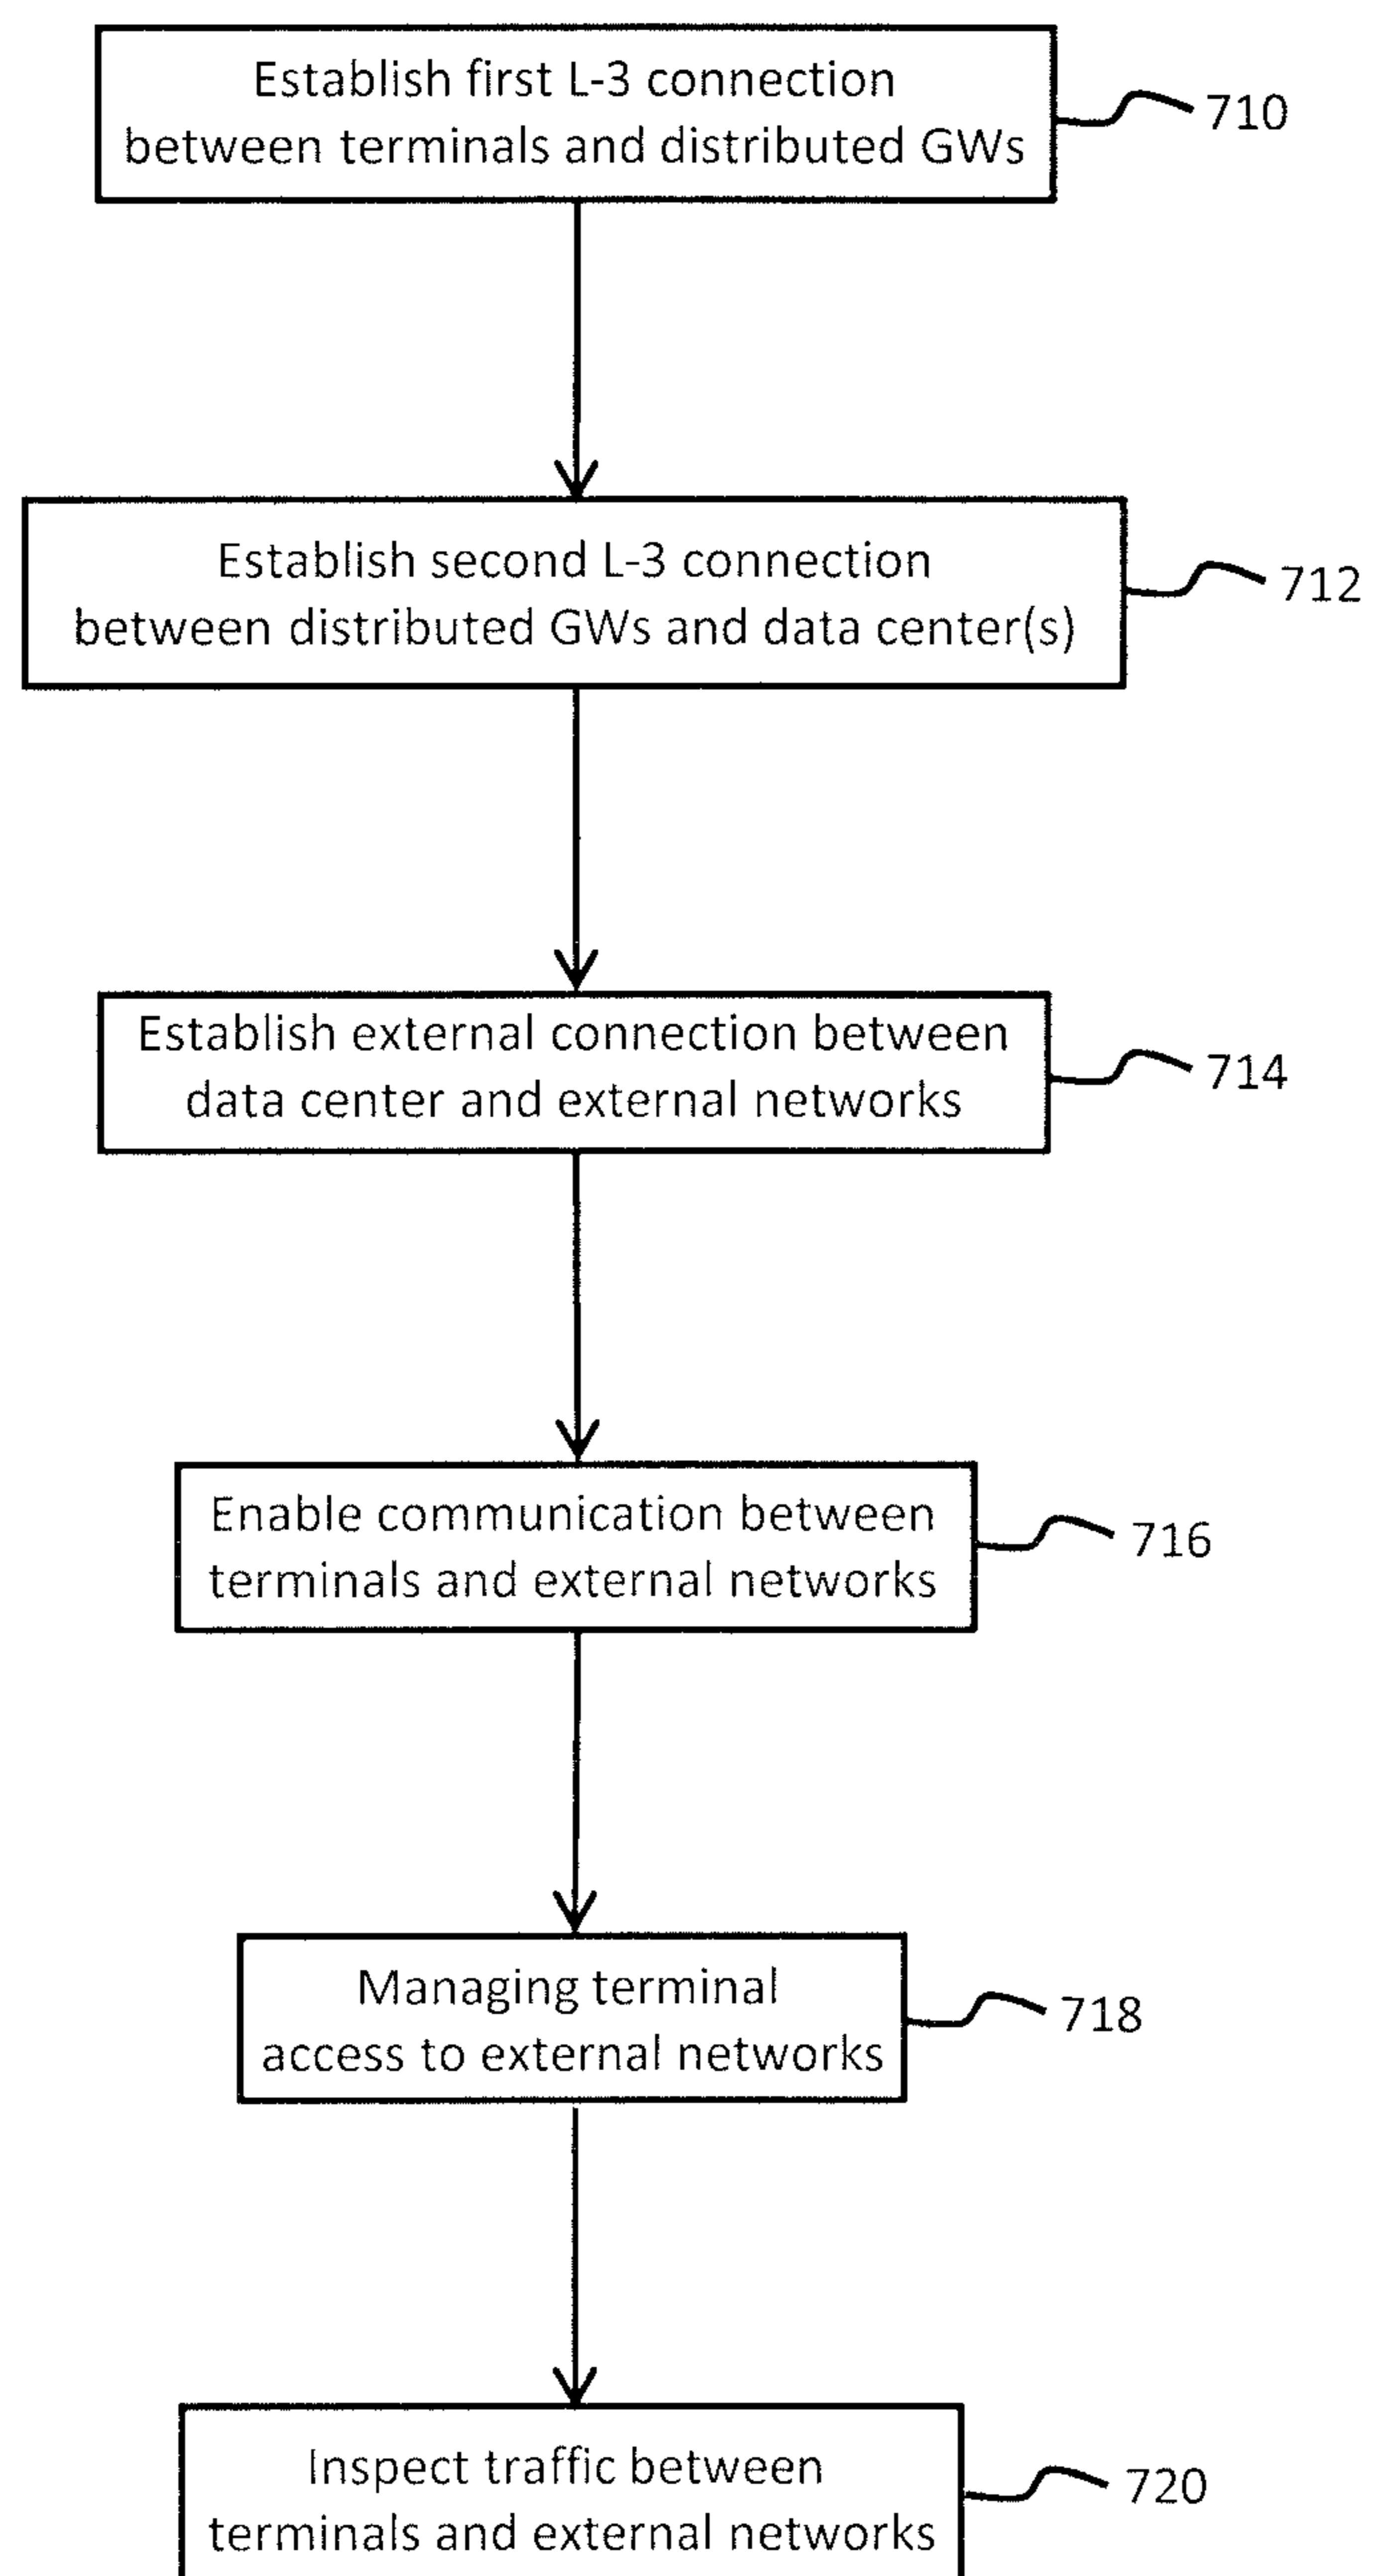 Establish first L-3 connection
between terminals and distributed GWs
710
Establish second L-3 connection
between distributed GWs and data center(s)
712
Establish external connection between
data center and external networks
714
Enable communication between
terminals and external networks
716
Managing terminal
access to external networks
718
Inspect traffic between
terminals and external networks
720